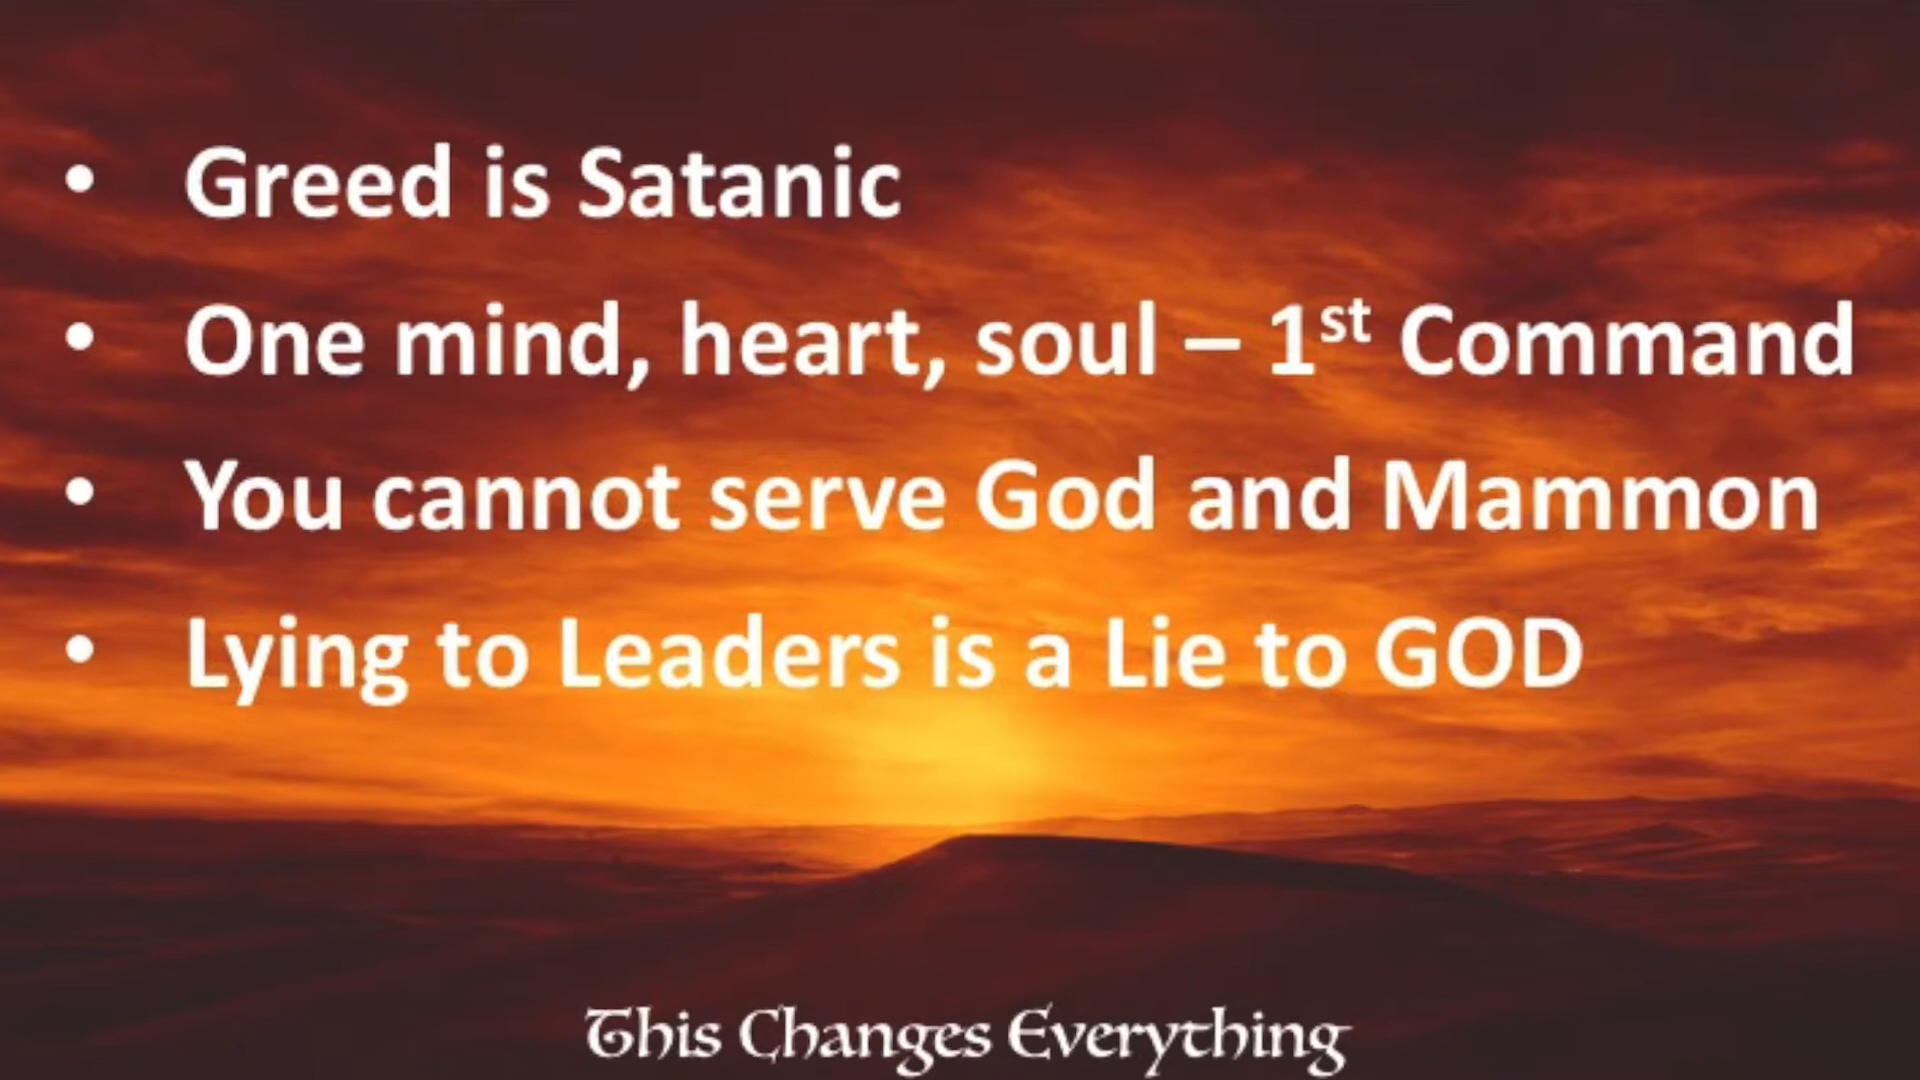 • Greed is Satanic
• One mind, heart, soul – 1st Command
• You cannot serve God and Mammon
• Lying to Leaders is a Lie to GOD
This Changes Everything